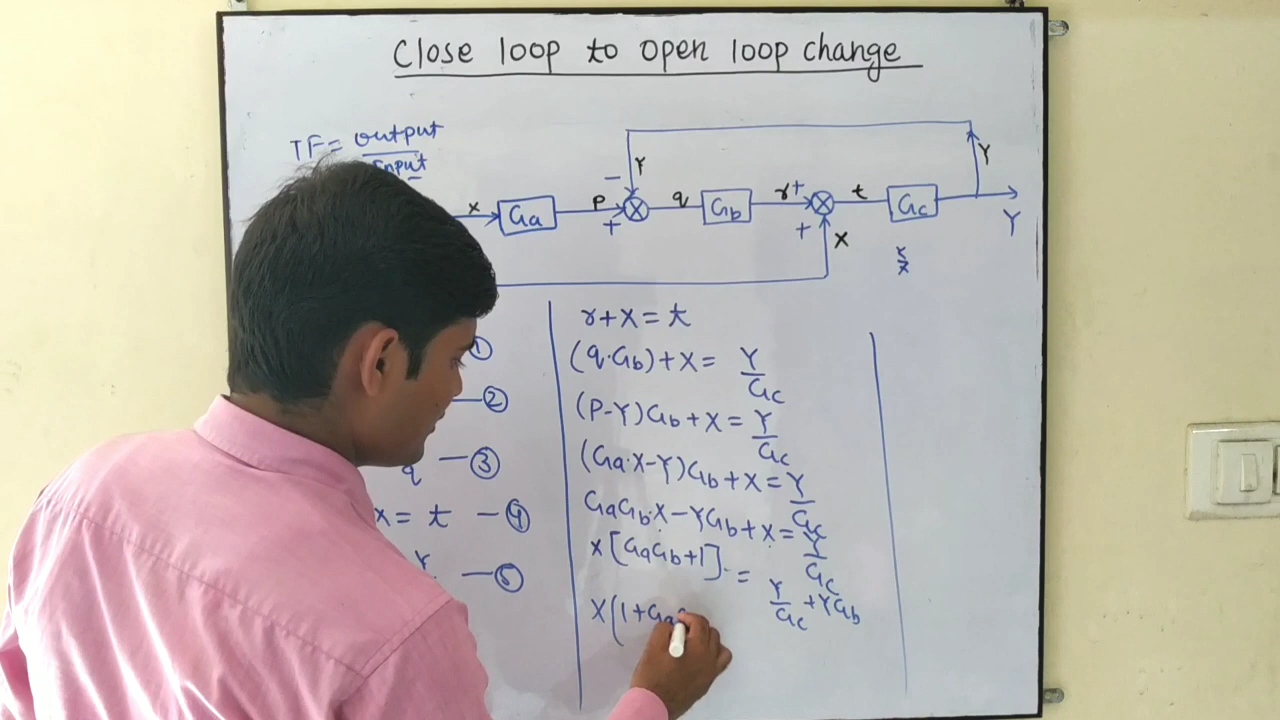 Close loop to open loop change
TF = output
Input
Y
Y
x
Ga
P
q
Gb
r
t
Gc
Y
-
+
+
+
X
Y
X
1
2
q — 3
x = t — 4
Y — 5
r + X = t
(q·Gb) + X = Y/Gc
(P-Y)Gb + X = Y/Gc
(Ga·X-Y)Gb + X = Y/Gc
GaGb·X - YGb + X = Y/Gc
X[GaGb+1] = Y/Gc + YGb
X[1+Ga